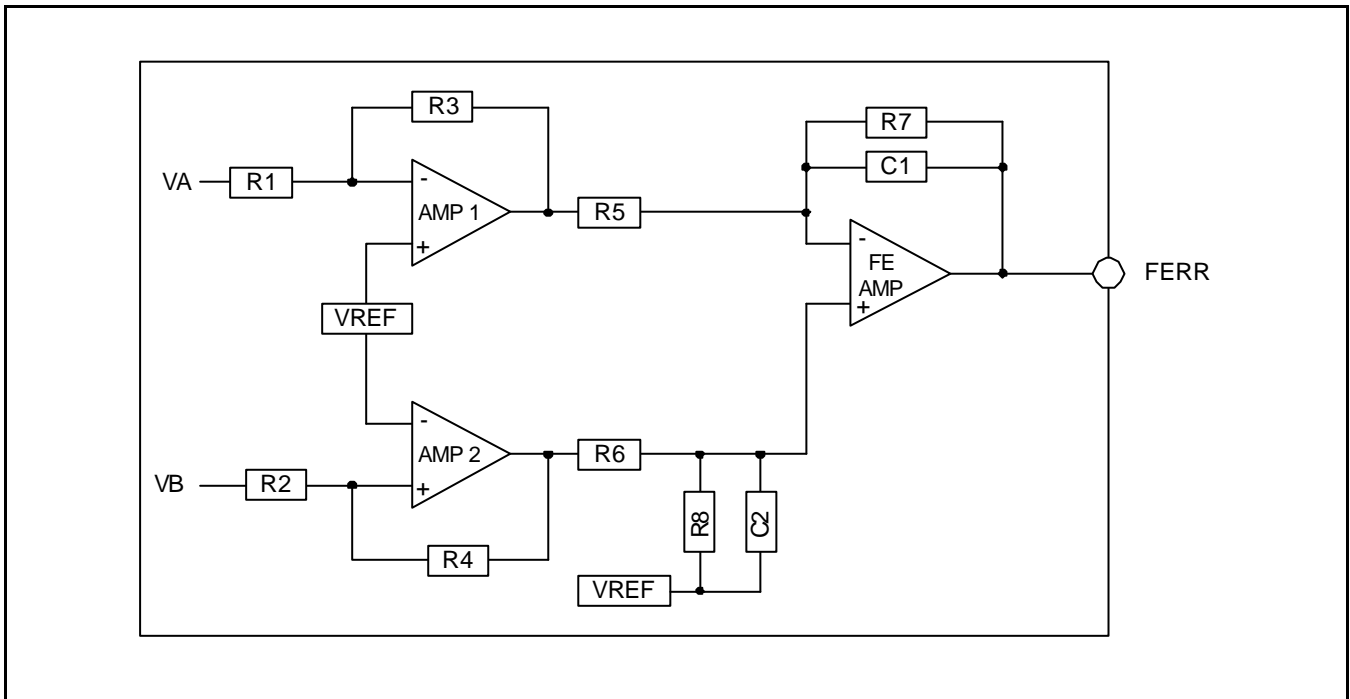 R3
R7
C1
VA
R1
-
AMP 1
+
R5
-
FE
AMP
+
FERR
VREF
-
AMP 2
+
R6
VB
R2
R4
R8
C2
VREF